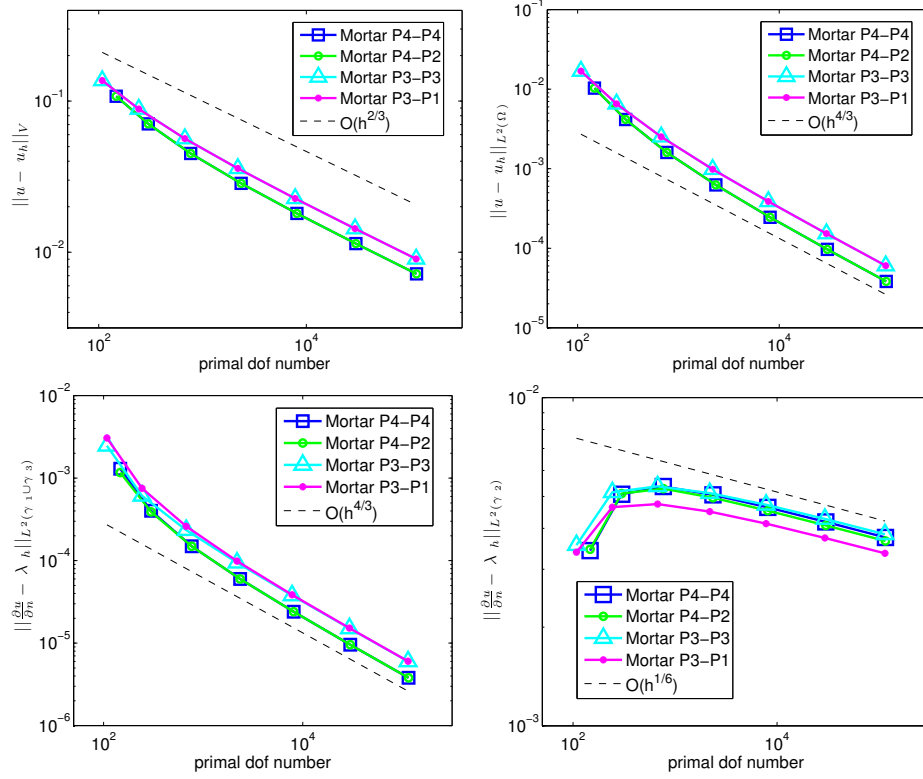 Mortar P4−P4
Mortar P4−P2
Mortar P3−P3
Mortar P3−P1
O(h^{2/3})
10^{−1}
10^{−2}
||u − u_h||_V
10^2
10^4
primal dof number
Mortar P4−P4
Mortar P4−P2
Mortar P3−P3
Mortar P3−P1
O(h^{4/3})
10^{−1}
10^{−2}
10^{−3}
10^{−4}
10^{−5}
||u − u_h||_{L^2(Ω)}
10^2
10^4
primal dof number
Mortar P4−P4
Mortar P4−P2
Mortar P3−P3
Mortar P3−P1
O(h^{4/3})
10^{−2}
10^{−3}
10^{−4}
10^{−5}
10^{−6}
||∂u/∂n − λ_h||_{L^2(γ_1∪γ_3)}
10^2
10^4
primal dof number
10^{−2}
10^{−3}
||∂u/∂n − λ_h||_{L^2(γ_2)}
Mortar P4−P4
Mortar P4−P2
Mortar P3−P3
Mortar P3−P1
O(h^{1/6})
10^2
10^4
primal dof number